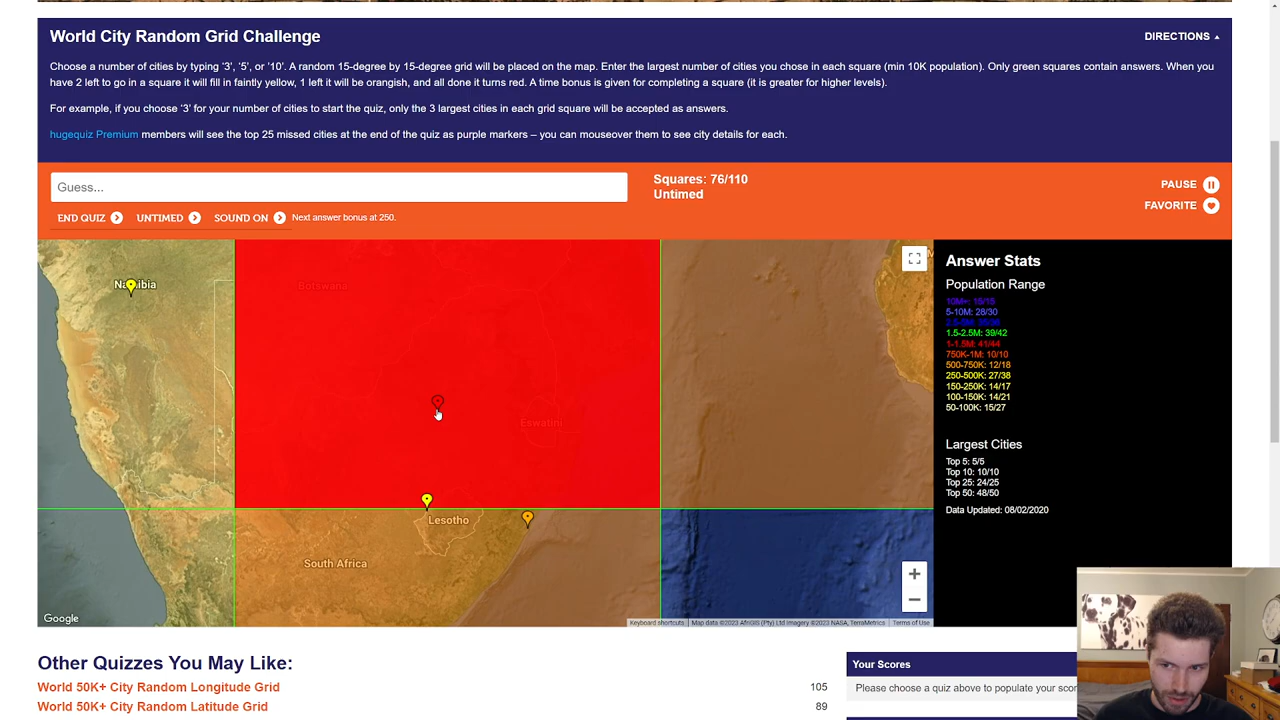 World City Random Grid Challenge
DIRECTIONS ▲
Choose a number of cities by typing '3', '5', or '10'. A random 15-degree by 15-degree grid will be placed on the map. Enter the largest number of cities you chose in each square (min 10K population). Only green squares contain answers. When you
have 2 left to go in a square it will fill in faintly yellow, 1 left it will be orangish, and all done it turns red. A time bonus is given for completing a square (it is greater for higher levels).
For example, if you choose '3' for your number of cities to start the quiz, only the 3 largest cities in each grid square will be accepted as answers.
hugequiz Premium members will see the top 25 missed cities at the end of the quiz as purple markers – you can mouseover them to see city details for each.
Guess...
Squares: 76/110
Untimed
PAUSE
FAVORITE
END QUIZ
UNTIMED
SOUND ON
Next answer bonus at 250.
Namibia
Botswana
Eswatini
Lesotho
South Africa
Google
Keyboard shortcuts
Map data ©2023 AfriGIS (Pty) Ltd Imagery ©2023 NASA, TerraMetrics
Terms of Use
Answer Stats
Population Range
10M+: 15/15
5-10M: 28/30
1.5-2.5M: 39/42
1-1.5M: 41/44
750K-1M: 10/10
500-750K: 12/18
250-500K: 27/38
150-250K: 14/17
100-150K: 14/21
50-100K: 15/27
Largest Cities
Top 5: 5/5
Top 10: 10/10
Top 25: 24/25
Top 50: 48/50
Data Updated: 08/02/2020
Other Quizzes You May Like:
World 50K+ City Random Longitude Grid
105
World 50K+ City Random Latitude Grid
89
Your Scores
Please choose a quiz above to populate your